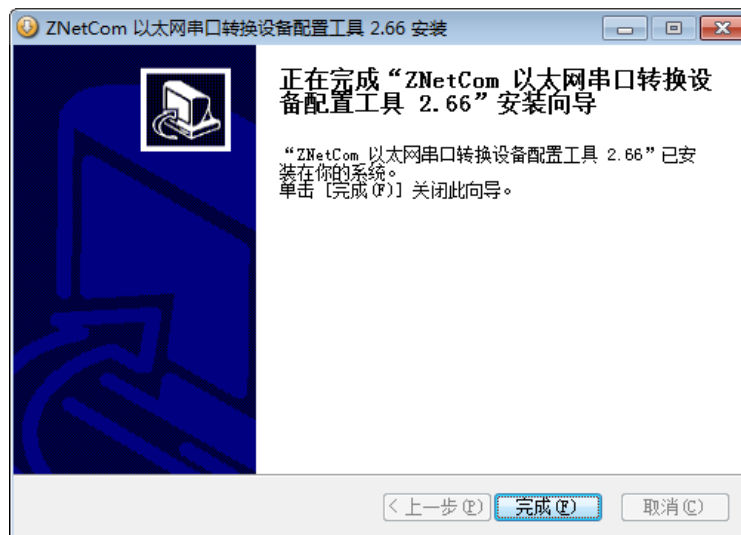 ZNetCom 以太网串口转换设备配置工具 2.66 安装
正在完成“ZNetCom 以太网串口转换设
备配置工具 2.66”安装向导
“ZNetCom 以太网串口转换设备配置工具 2.66”已安
装在你的系统。
单击 [完成(F)] 关闭此向导。
< 上一步(P)
完成(F)
取消(C)